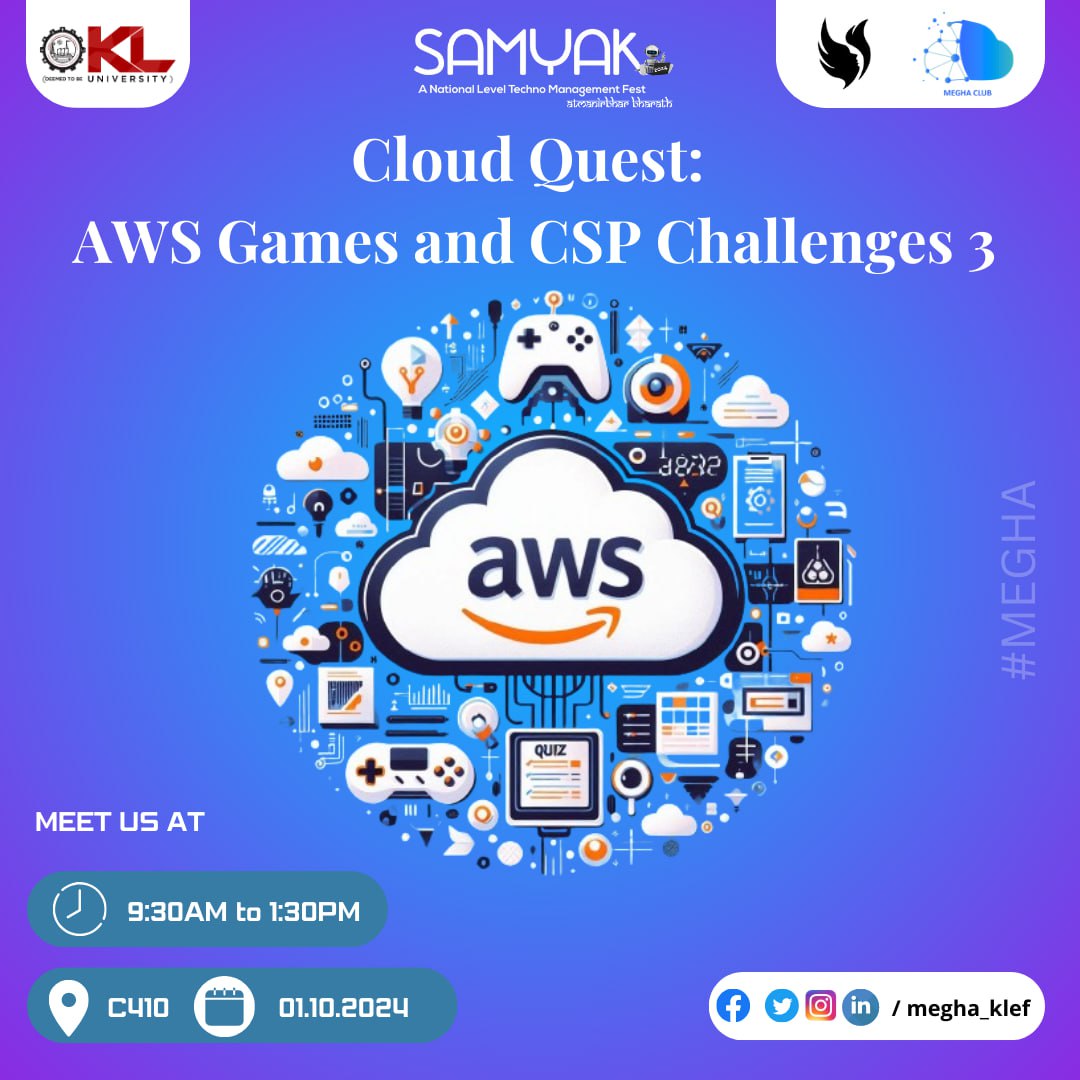 KL
(DEEMED TO BE UNIVERSITY)
SAMYAK
2024
A National Level Techno Management Fest
atmanirbhar bharath
MEGHA CLUB
Cloud Quest:
AWS Games and CSP Challenges 3
aws
QUIZ
#MEGHA
MEET US AT
9:30AM to 1:30PM
C410
01.10.2024
/ megha_klef